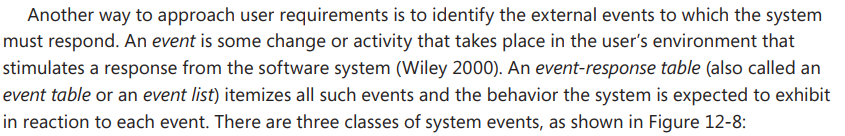 Another way to approach user requirements is to identify the external events to which the system
must respond. An event is some change or activity that takes place in the user’s environment that
stimulates a response from the software system (Wiley 2000). An event-response table (also called an
event table or an event list) itemizes all such events and the behavior the system is expected to exhibit
in reaction to each event. There are three classes of system events, as shown in Figure 12-8: